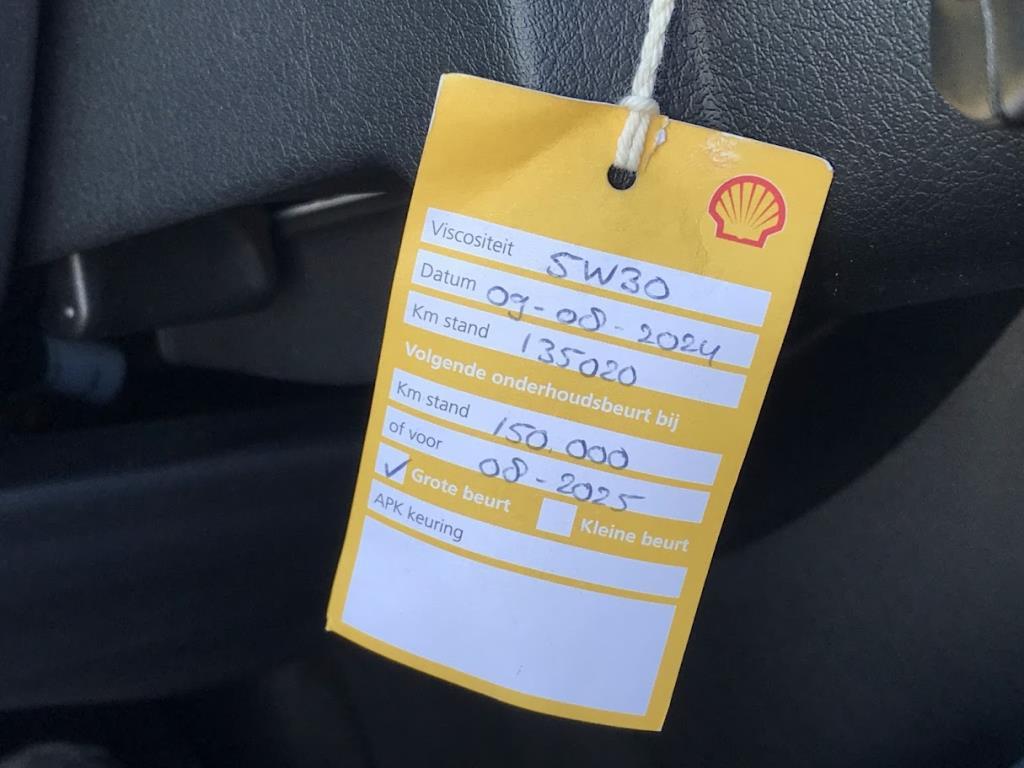 Viscositeit 5W30
Datum 09-08-2024
Km stand 135020
Volgende onderhoudsbeurt bij
Km stand 150.000
of voor 08-2025
✓ Grote beurt Kleine beurt
APK keuring